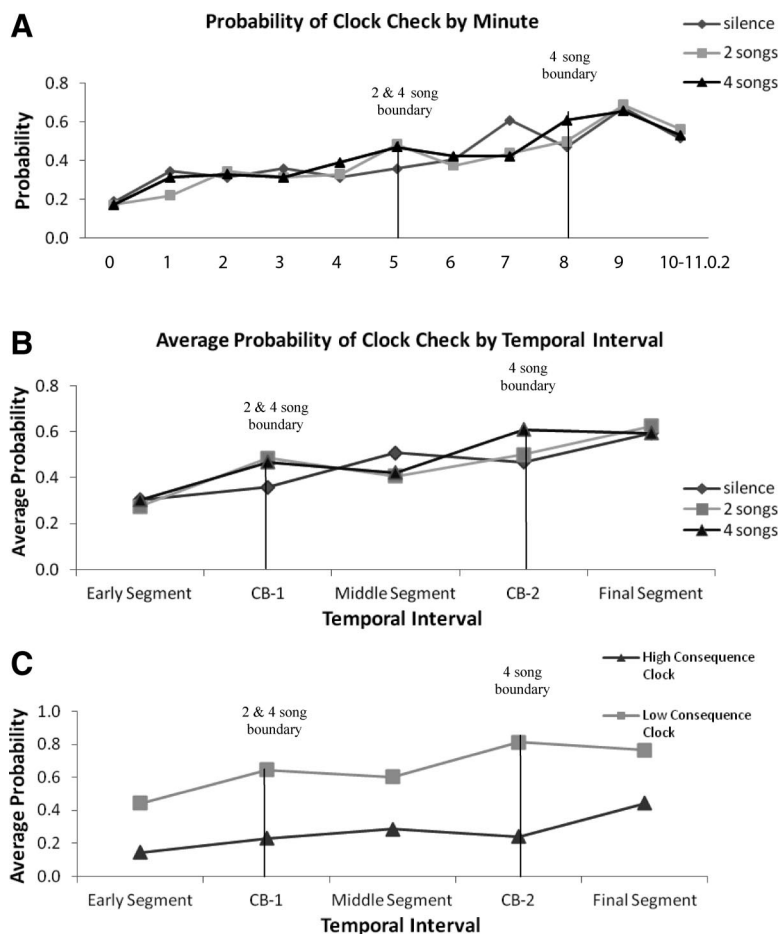 A
Probability of Clock Check by Minute
silence
2 songs
4 songs
4 song
boundary
2 & 4 song
boundary
0.8
0.6
0.4
0.2
0.0
Probability
0 1 2 3 4 5 6 7 8 9 10-11.0.2
B
Average Probability of Clock Check by Temporal Interval
4 song
boundary
2 & 4 song
boundary
0.8
0.6
0.4
0.2
0.0
Average Probability
silence
2 songs
4 songs
Early Segment CB-1 Middle Segment CB-2 Final Segment
Temporal Interval
C
High Consequence
Clock
Low Consequence
Clock
4 song
boundary
2 & 4 song
boundary
1.0
0.8
0.6
0.4
0.2
0.0
Average Probability
Early Segment CB-1 Middle Segment CB-2 Final Segment
Temporal Interval